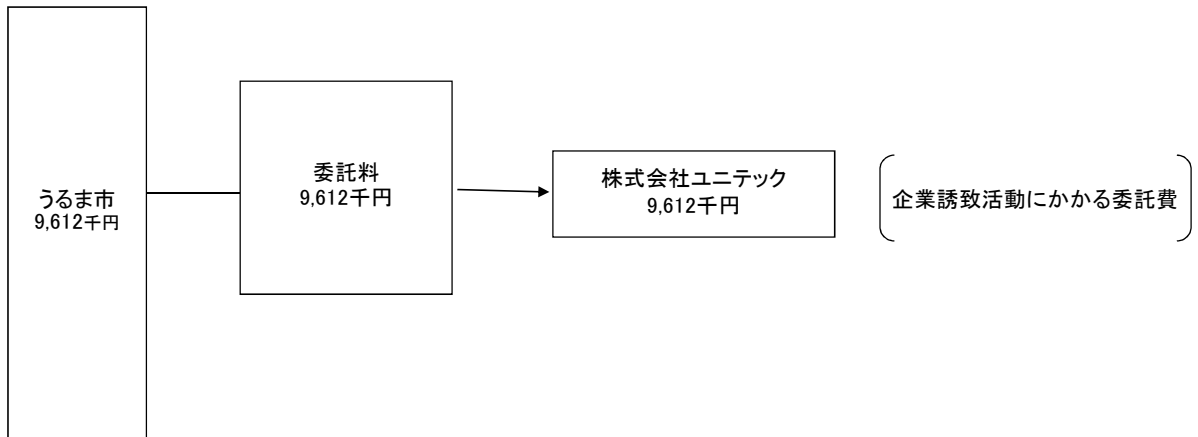 うるま市
9,612千円
委託料
9,612千円
株式会社ユニテック
9,612千円
企業誘致活動にかかる委託費